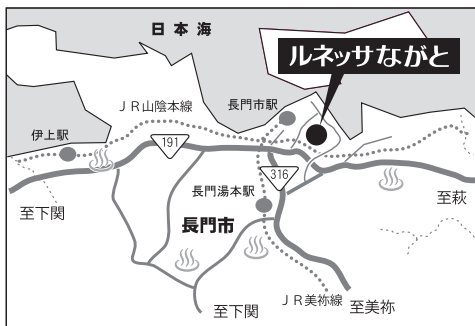 日本海
ルネッサながと
JR山陰本線
長門市駅
伊上駅
191
316
至萩
長門湯本駅
至下関
長門市
至下関
JR美祢線
至美祢